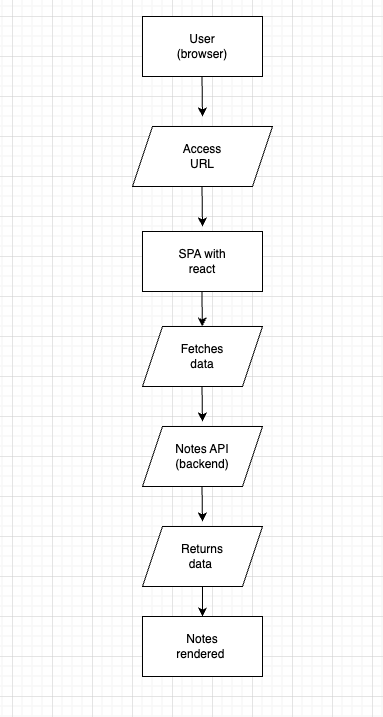 User
(browser)
Access
URL
SPA with
react
Fetches
data
Notes API
(backend)
Returns
data
Notes
rendered